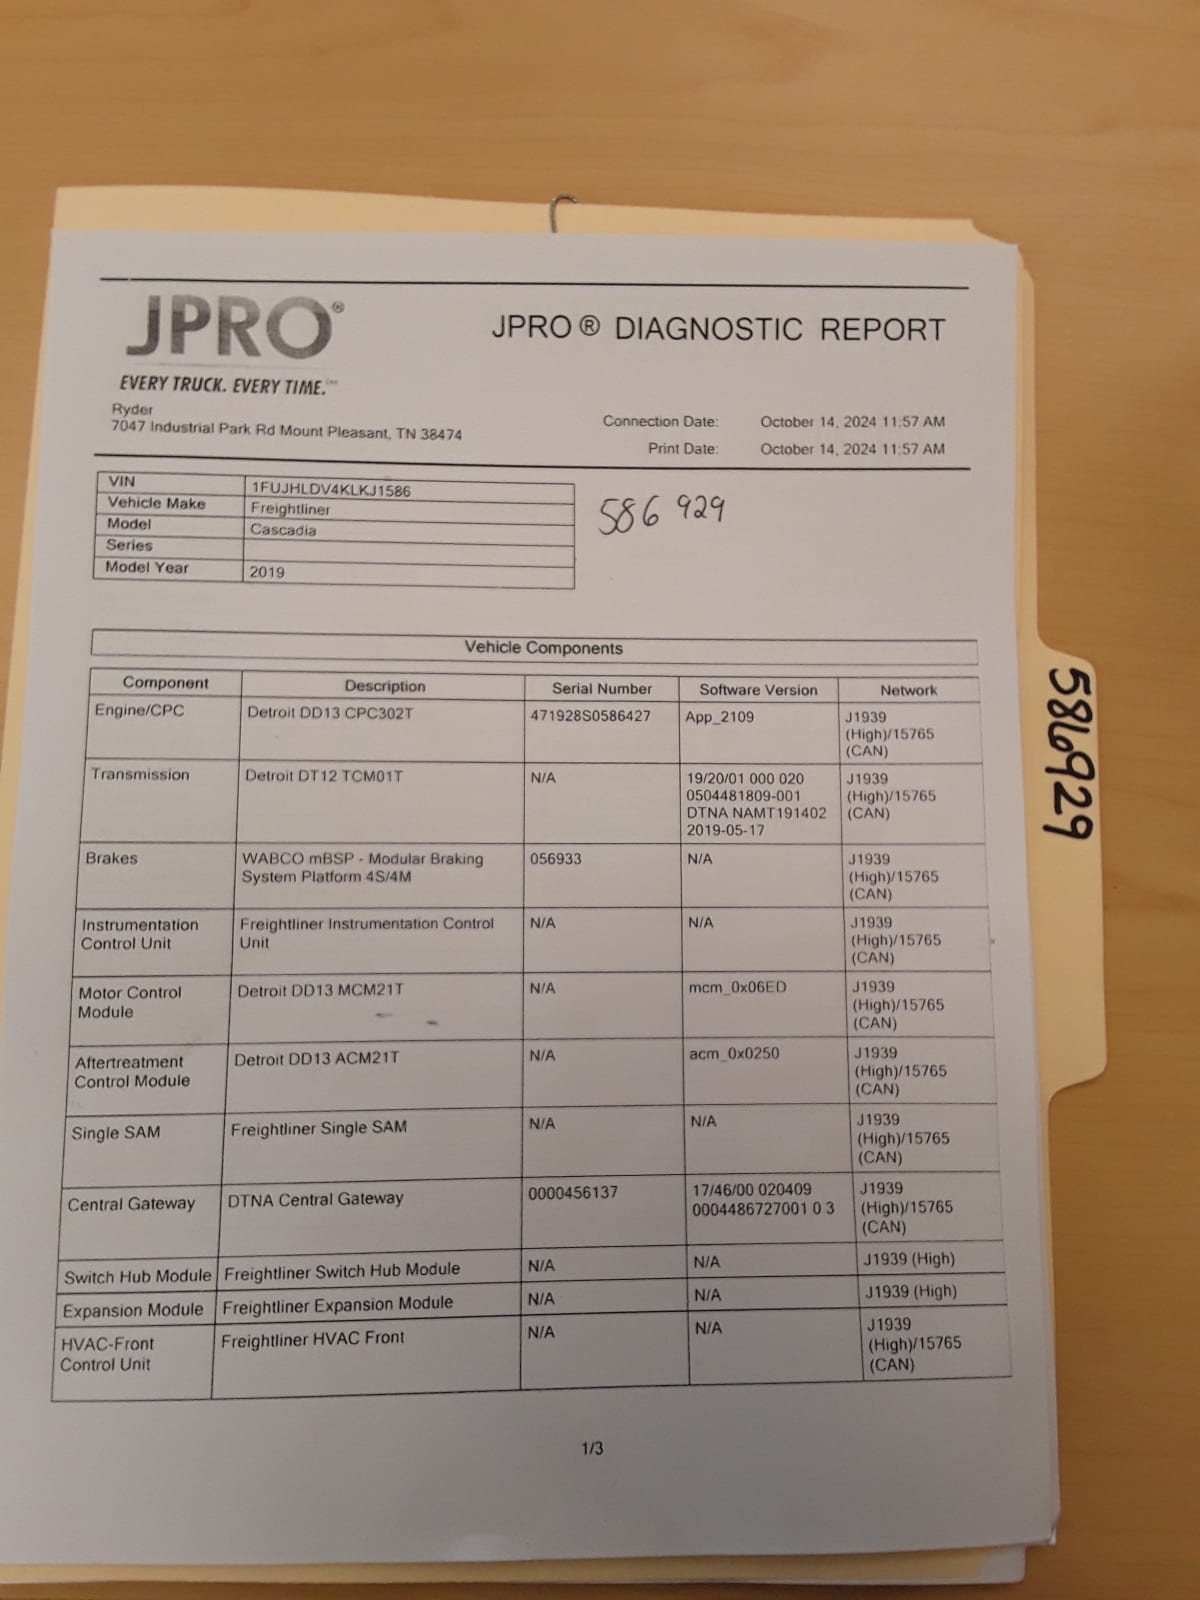 JPRO®
JPRO® DIAGNOSTIC REPORT
EVERY TRUCK. EVERY TIME.
Ryder
7047 Industrial Park Rd Mount Pleasant, TN 38474
Connection Date: October 14, 2024 11:57 AM
Print Date: October 14, 2024 11:57 AM
VIN 1FUJHLDV4KLKJ1586
Vehicle Make Freightliner
Model Cascadia
Series
Model Year 2019
586 929
586929
Vehicle Components
Component Description Serial Number Software Version Network
Engine/CPC Detroit DD13 CPC302T 471928S0586427 App_2109 J1939
(High)/15765
(CAN)
Transmission Detroit DT12 TCM01T N/A 19/20/01 000 020 J1939
0504481809-001 (High)/15765
DTNA NAMT191402 (CAN)
2019-05-17
Brakes WABCO mBSP - Modular Braking 056933 N/A J1939
System Platform 4S/4M (High)/15765
(CAN)
Instrumentation Freightliner Instrumentation Control N/A N/A J1939
Control Unit Unit (High)/15765
(CAN)
Motor Control Detroit DD13 MCM21T N/A mcm_0x06ED J1939
Module (High)/15765
(CAN)
Aftertreatment Detroit DD13 ACM21T N/A acm_0x0250 J1939
Control Module (High)/15765
(CAN)
Single SAM Freightliner Single SAM N/A N/A J1939
(High)/15765
(CAN)
Central Gateway DTNA Central Gateway 0000456137 17/46/00 020409 J1939
0004486727001 0 3 (High)/15765
(CAN)
Switch Hub Module Freightliner Switch Hub Module N/A N/A J1939 (High)
Expansion Module Freightliner Expansion Module N/A N/A J1939 (High)
HVAC-Front Freightliner HVAC Front N/A N/A J1939
Control Unit (High)/15765
(CAN)
1/3